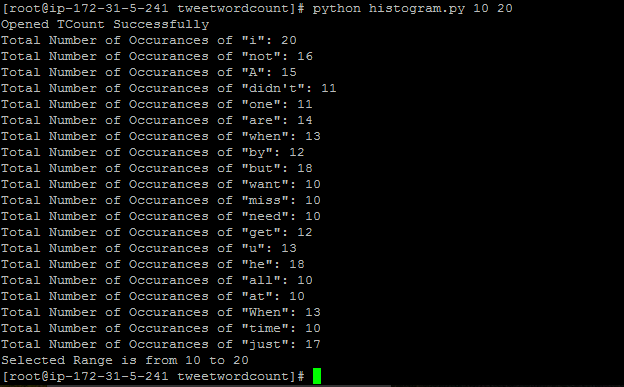 [root@ip-172-31-5-241 tweetwordcount]# python histogram.py 10 20
Opened TCount Successfully
Total Number of Occurances of "i": 20
Total Number of Occurances of "not": 16
Total Number of Occurances of "A": 15
Total Number of Occurances of "didn't": 11
Total Number of Occurances of "one": 11
Total Number of Occurances of "are": 14
Total Number of Occurances of "when": 13
Total Number of Occurances of "by": 12
Total Number of Occurances of "but": 18
Total Number of Occurances of "want": 10
Total Number of Occurances of "miss": 10
Total Number of Occurances of "need": 10
Total Number of Occurances of "get": 12
Total Number of Occurances of "u": 13
Total Number of Occurances of "he": 18
Total Number of Occurances of "all": 10
Total Number of Occurances of "at": 10
Total Number of Occurances of "When": 13
Total Number of Occurances of "time": 10
Total Number of Occurances of "just": 17
Selected Range is from 10 to 20
[root@ip-172-31-5-241 tweetwordcount]#